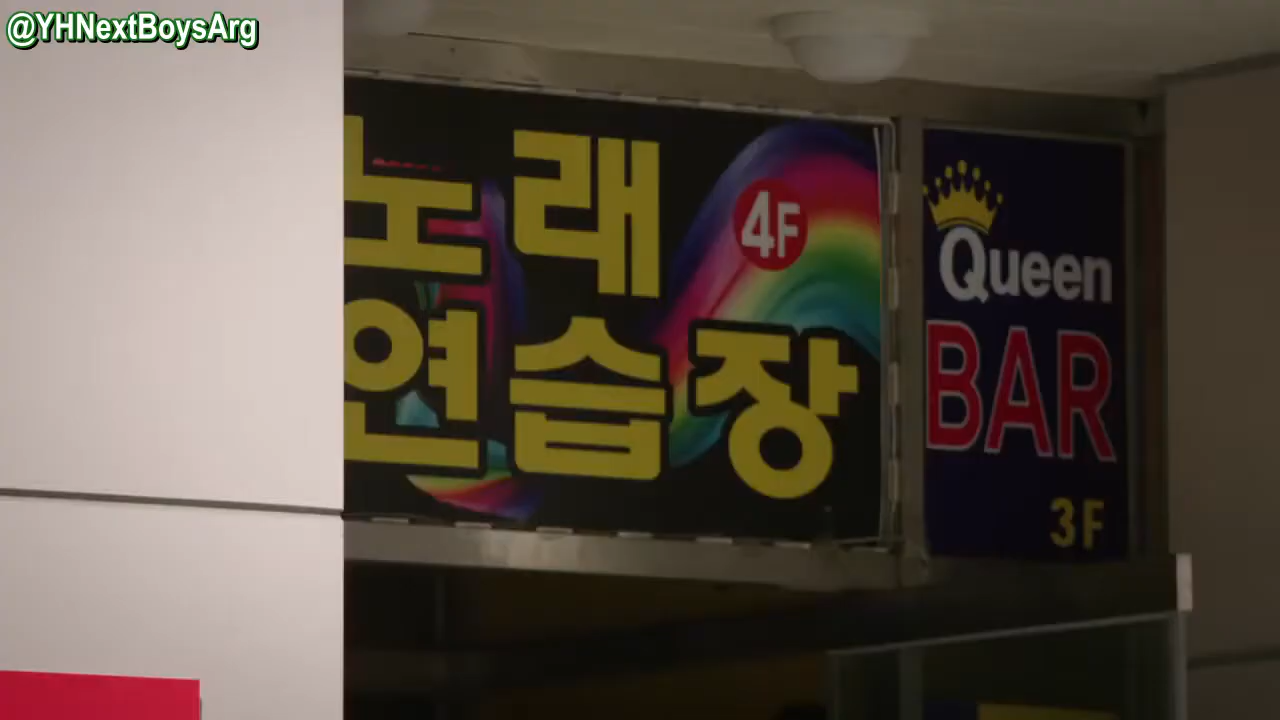 @YHNextBoysArg
노래
4F
연습장
Queen
BAR
3F